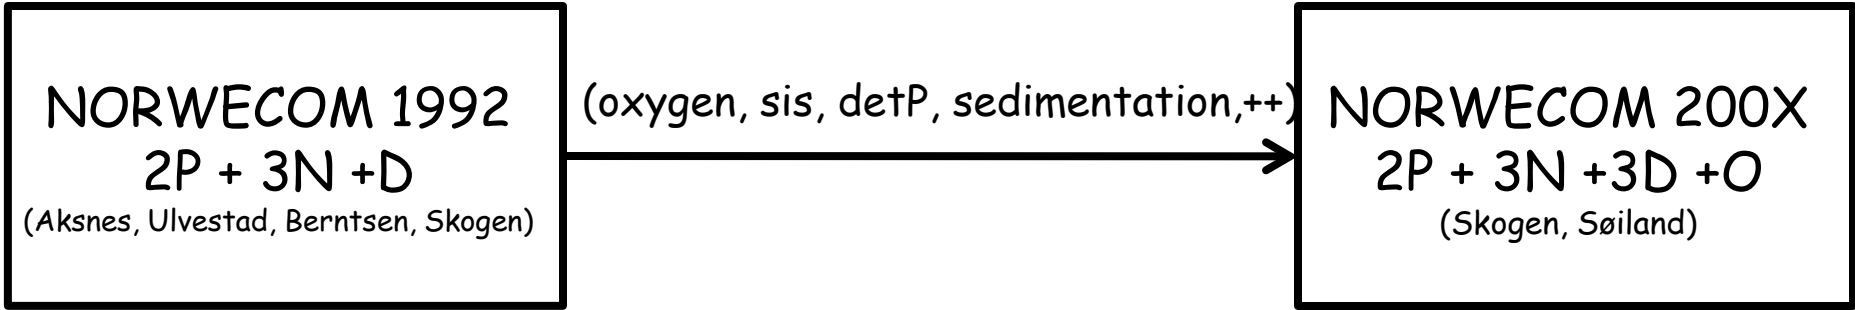 NORWECOM 1992
2P + 3N +D
(Aksnes, Ulvestad, Berntsen, Skogen)
(oxygen, sis, detP, sedimentation,++)
NORWECOM 200X
2P + 3N +3D +O
(Skogen, Søiland)